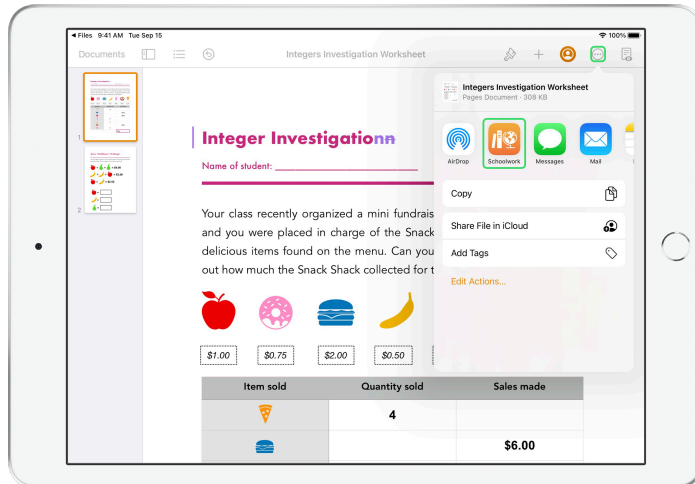 Files 9:41 AM Tue Sep 15
100%
Documents
Integers Investigation Worksheet
Integers Investigation Worksheet
Pages Document · 308 KB
AirDrop
Schoolwork
Messages
Mail
Copy
Share File in iCloud
Add Tags
Edit Actions...
1
2
Integer Investigationn
Name of student:
Your class recently organized a mini fundrais
and you were placed in charge of the Snack
delicious items found on the menu. Can you
out how much the Snack Shack collected for t
$1.00 $0.75 $2.00 $0.50
Item sold Quantity sold Sales made
4
$6.00